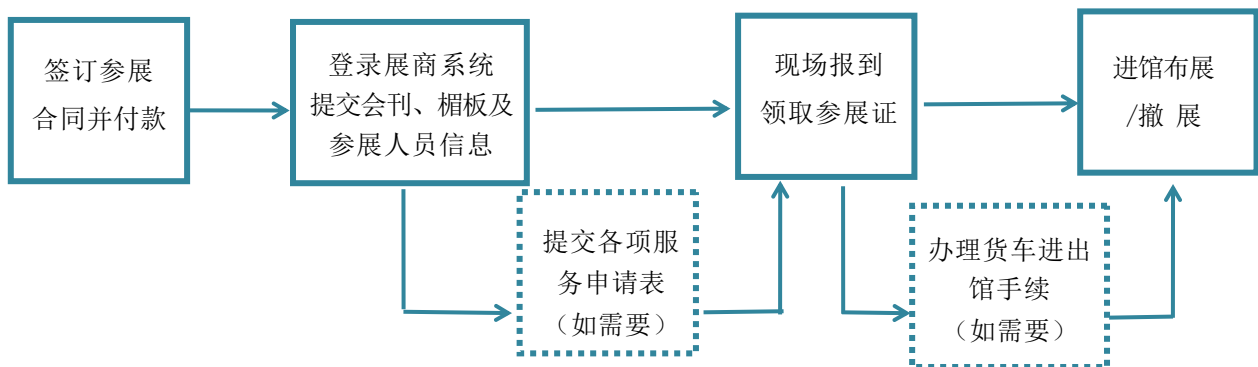 签订参展
合同并付款
登录展商系统
提交会刊、楣板及
参展人员信息
现场报到
领取参展证
进馆布展
/撤 展
提交各项服
务申请表
（如需要）
办理货车进出
馆手续
（如需要）